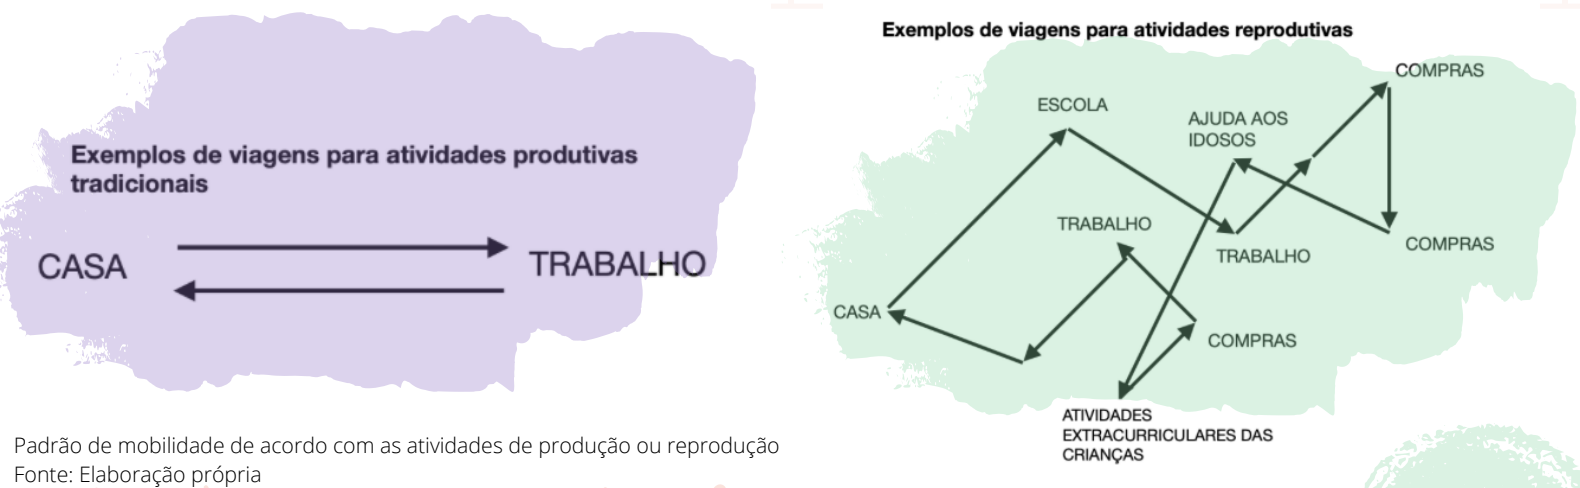 Exemplos de viagens para atividades produtivas
tradicionais
CASA
TRABALHO
Padrão de mobilidade de acordo com as atividades de produção ou reprodução
Fonte: Elaboração própria
Exemplos de viagens para atividades reprodutivas
COMPRAS
ESCOLA
AJUDA AOS
IDOSOS
TRABALHO
TRABALHO
COMPRAS
CASA
COMPRAS
ATIVIDADES
EXTRACURRICULARES DAS
CRIANÇAS